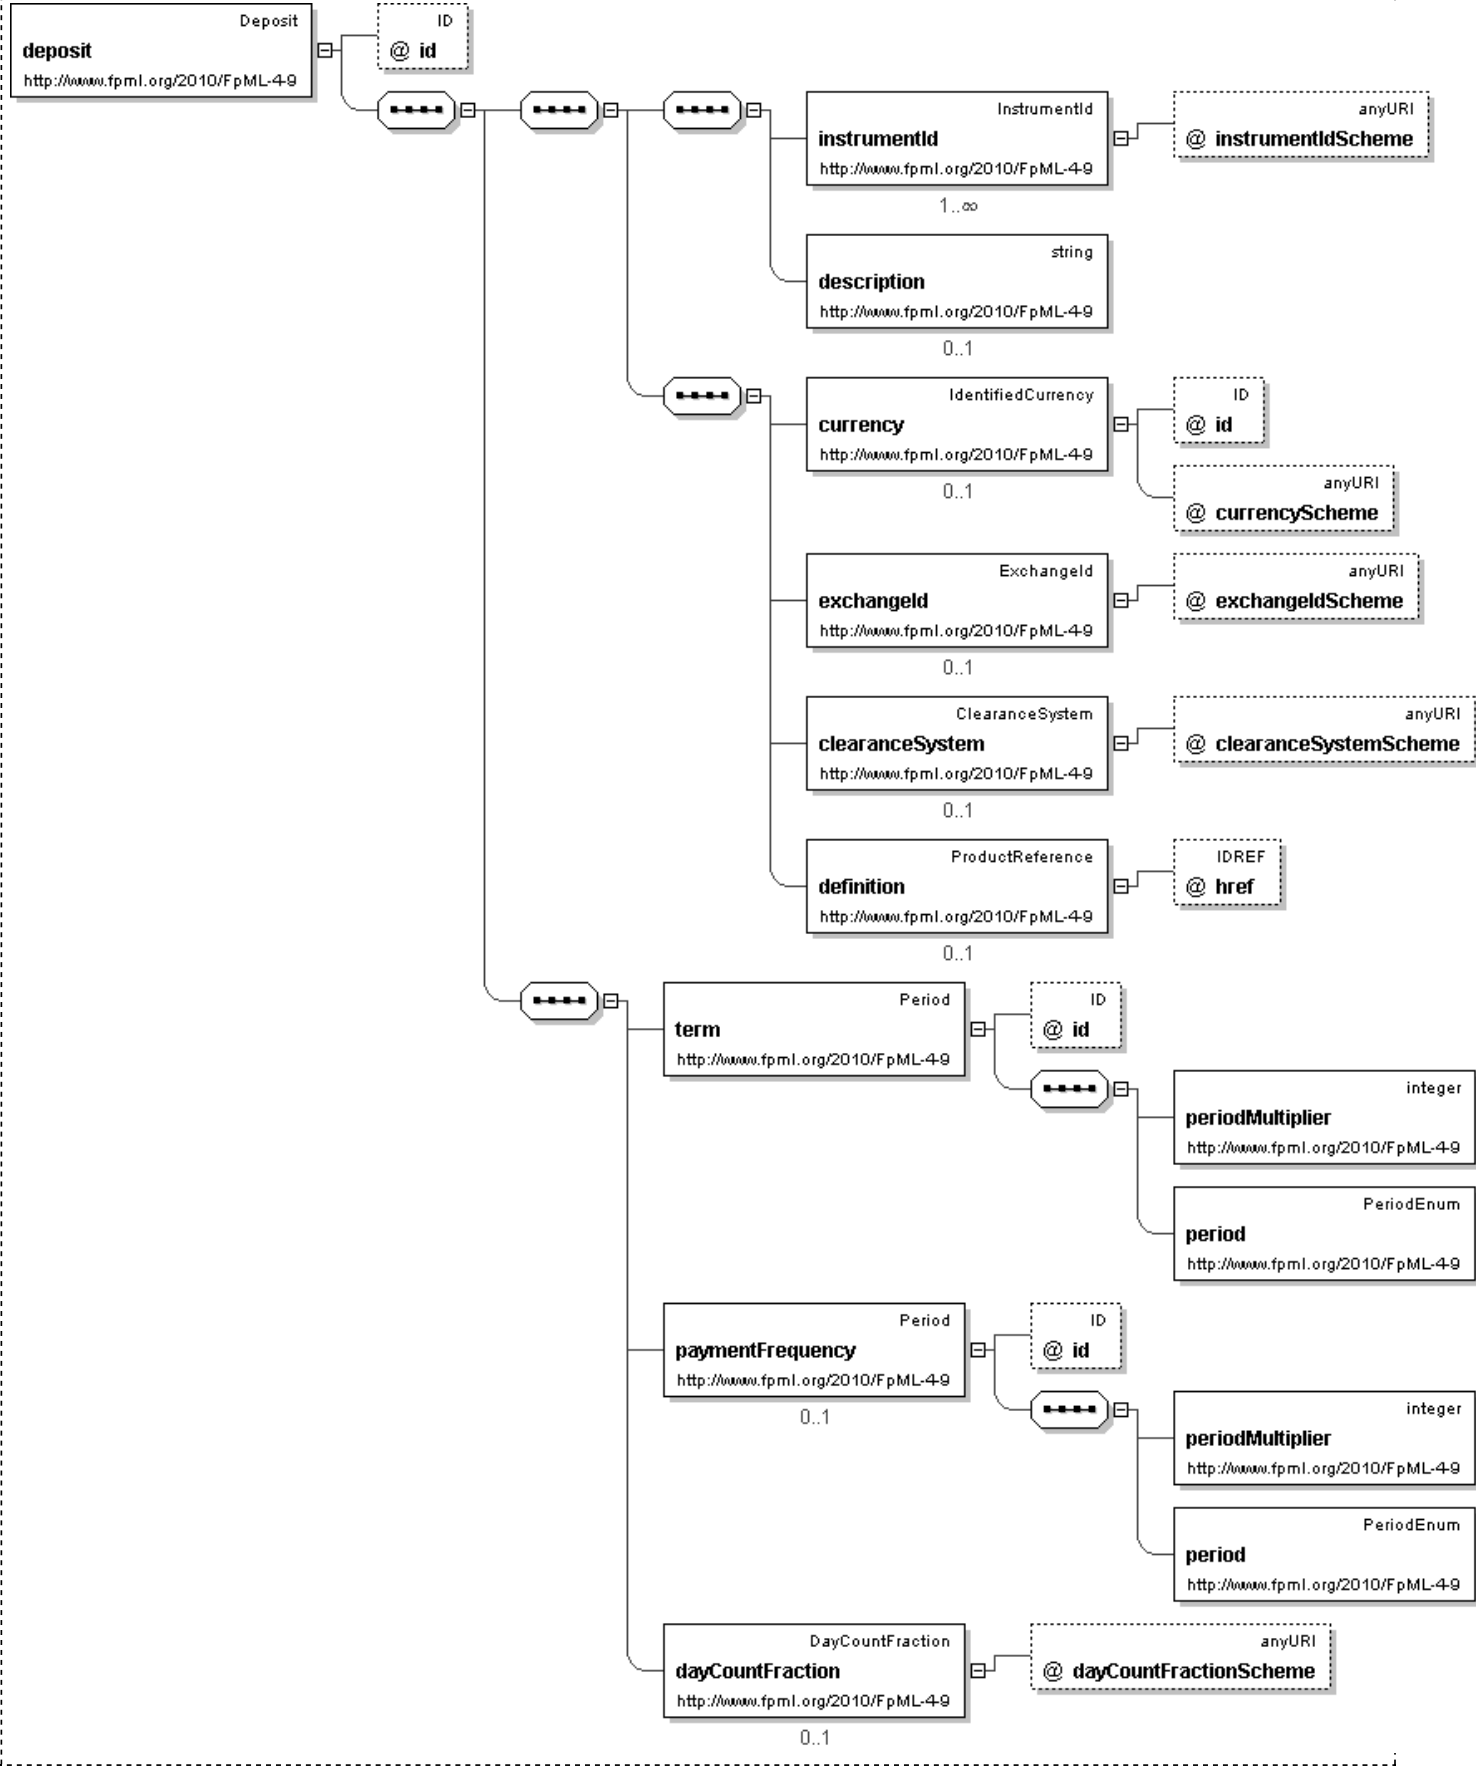 Deposit
deposit
http://www.fpml.org/2010/FpML-4-9
ID
@ id
InstrumentId
instrumentId
http://www.fpml.org/2010/FpML-4-9
1..∞
anyURI
@ instrumentIdScheme
string
description
http://www.fpml.org/2010/FpML-4-9
0..1
IdentifiedCurrency
currency
http://www.fpml.org/2010/FpML-4-9
0..1
ID
@ id
anyURI
@ currencyScheme
ExchangeId
exchangeId
http://www.fpml.org/2010/FpML-4-9
0..1
anyURI
@ exchangeIdScheme
ClearanceSystem
clearanceSystem
http://www.fpml.org/2010/FpML-4-9
0..1
anyURI
@ clearanceSystemScheme
ProductReference
definition
http://www.fpml.org/2010/FpML-4-9
0..1
IDREF
@ href
Period
term
http://www.fpml.org/2010/FpML-4-9
ID
@ id
integer
periodMultiplier
http://www.fpml.org/2010/FpML-4-9
PeriodEnum
period
http://www.fpml.org/2010/FpML-4-9
Period
paymentFrequency
http://www.fpml.org/2010/FpML-4-9
0..1
ID
@ id
integer
periodMultiplier
http://www.fpml.org/2010/FpML-4-9
PeriodEnum
period
http://www.fpml.org/2010/FpML-4-9
DayCountFraction
dayCountFraction
http://www.fpml.org/2010/FpML-4-9
0..1
anyURI
@ dayCountFractionScheme